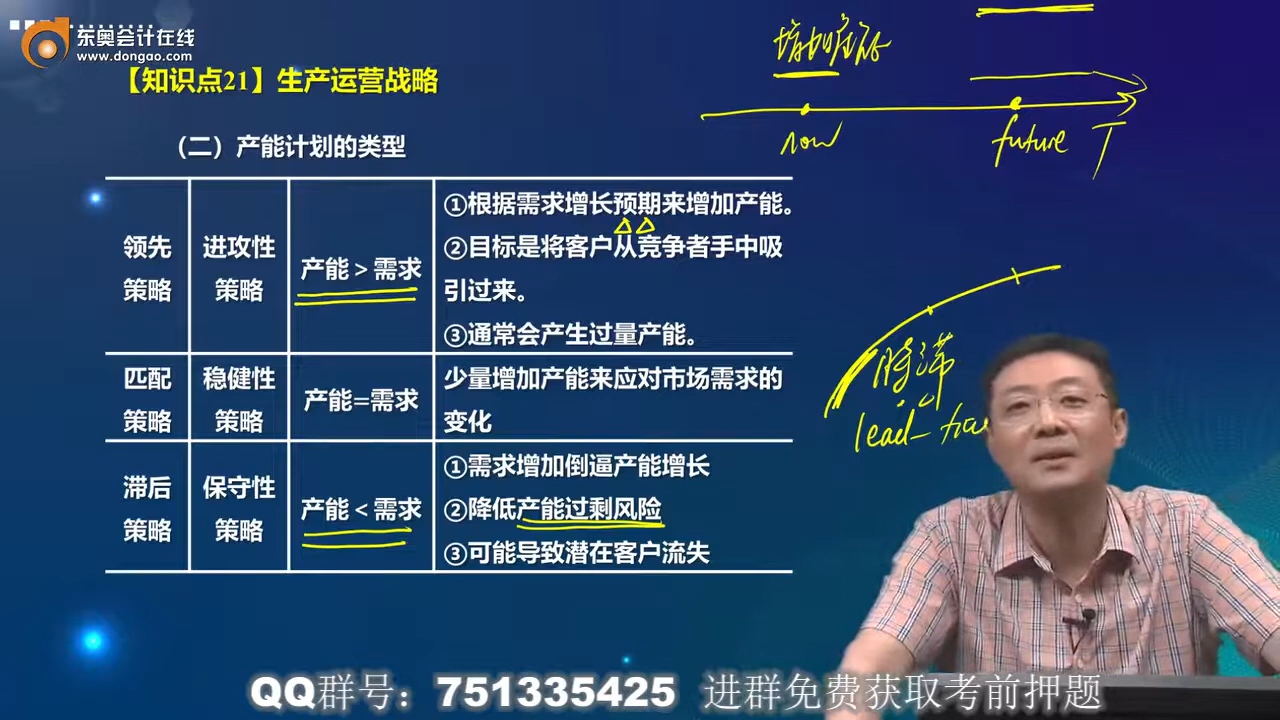 东奥会计在线
www.dongao.com
【知识点21】生产运营战略
（二）产能计划的类型
领先策略
进攻性策略
产能＞需求
①根据需求增长预期来增加产能。
②目标是将客户从竞争者手中吸
引过来。
③通常会产生过量产能。
匹配策略
稳健性策略
产能=需求
少量增加产能来应对市场需求的
变化
滞后策略
保守性策略
产能＜需求
①需求增加倒逼产能增长
②降低产能过剩风险
③可能导致潜在客户流失
now
future T
时滞
QQ群号：751335425 进群免费获取考前押题